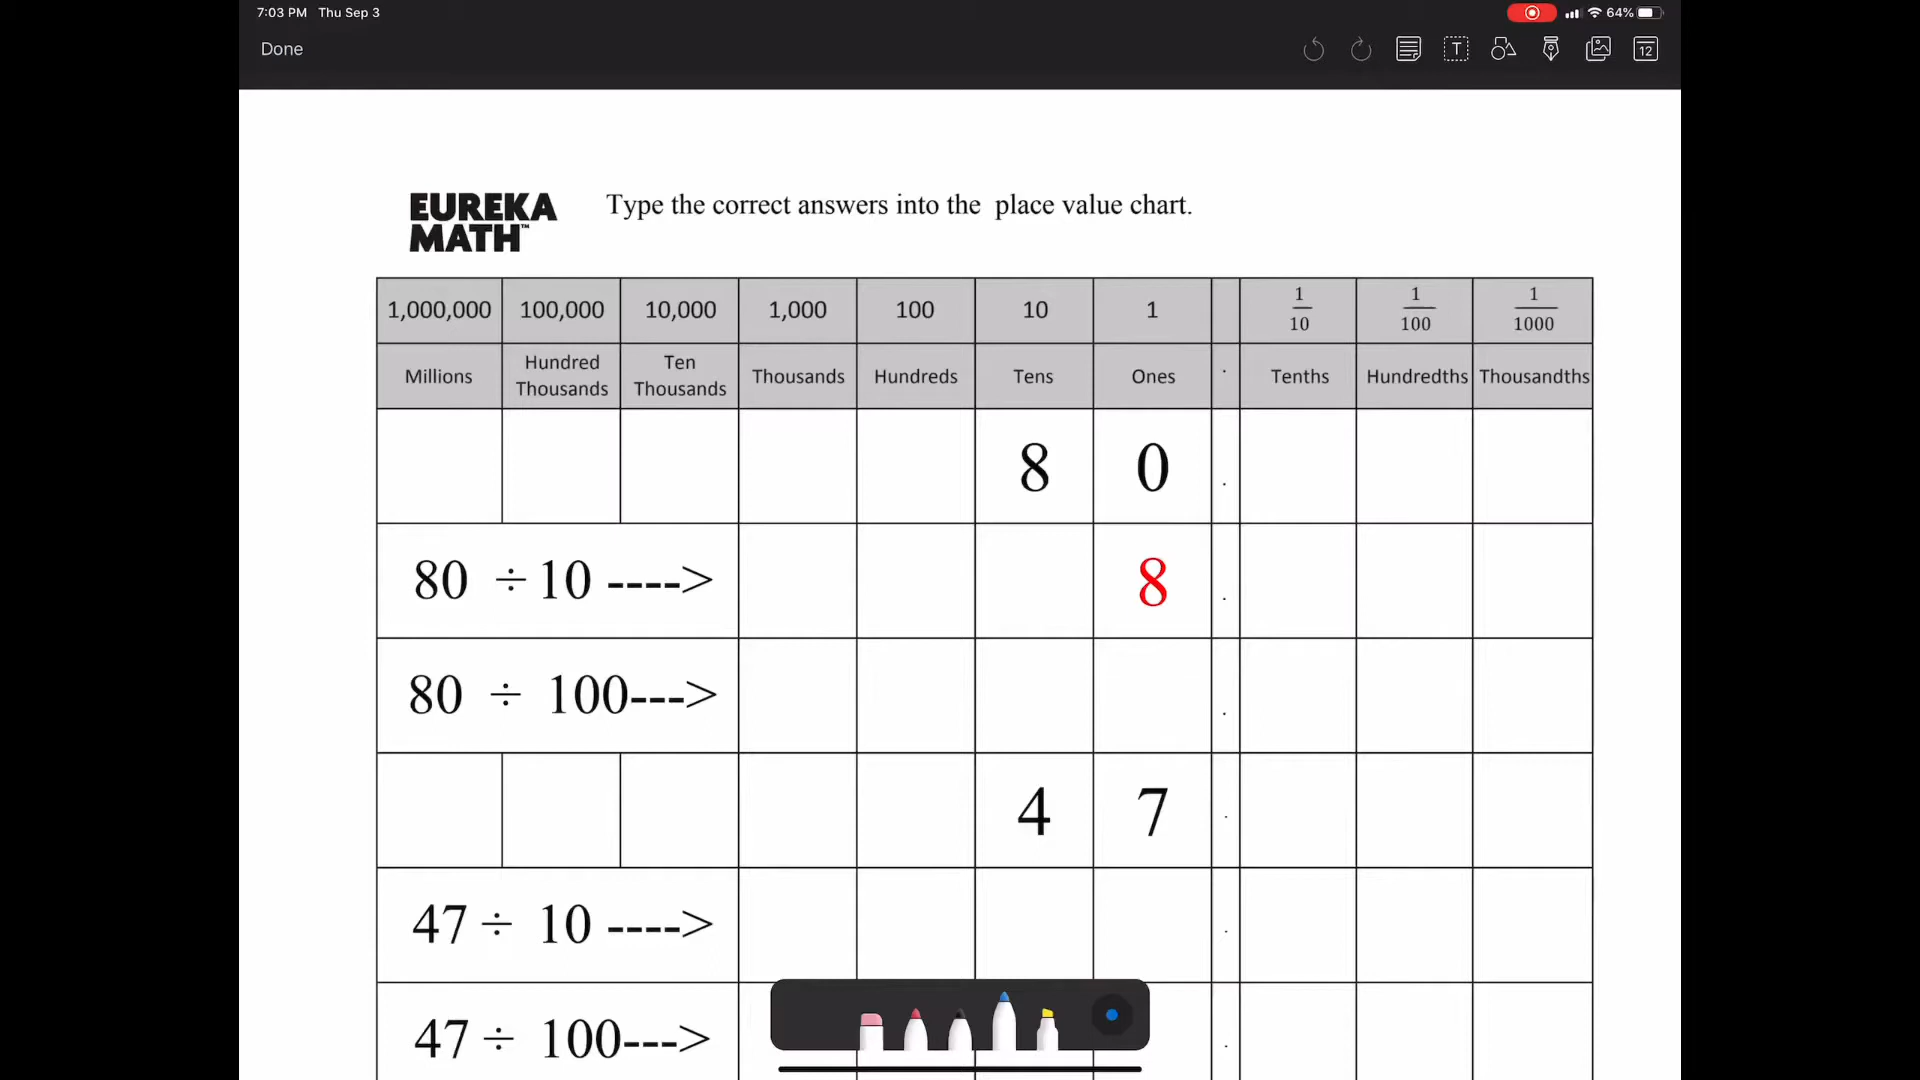 7:03 PM Thu Sep 3
64%
Done
T
12
EUREKA
MATH™
Type the correct answers into the place value chart.
1,000,000 100,000 10,000 1,000 100 10 1 1/10 1/100 1/1000
Millions Hundred Thousands Ten Thousands Thousands Hundreds Tens Ones . Tenths Hundredths Thousandths
8 0 .
80 ÷ 10 ----> 8 .
80 ÷ 100---> .
4 7 .
47 ÷ 10 ----> .
47 ÷ 100---> .